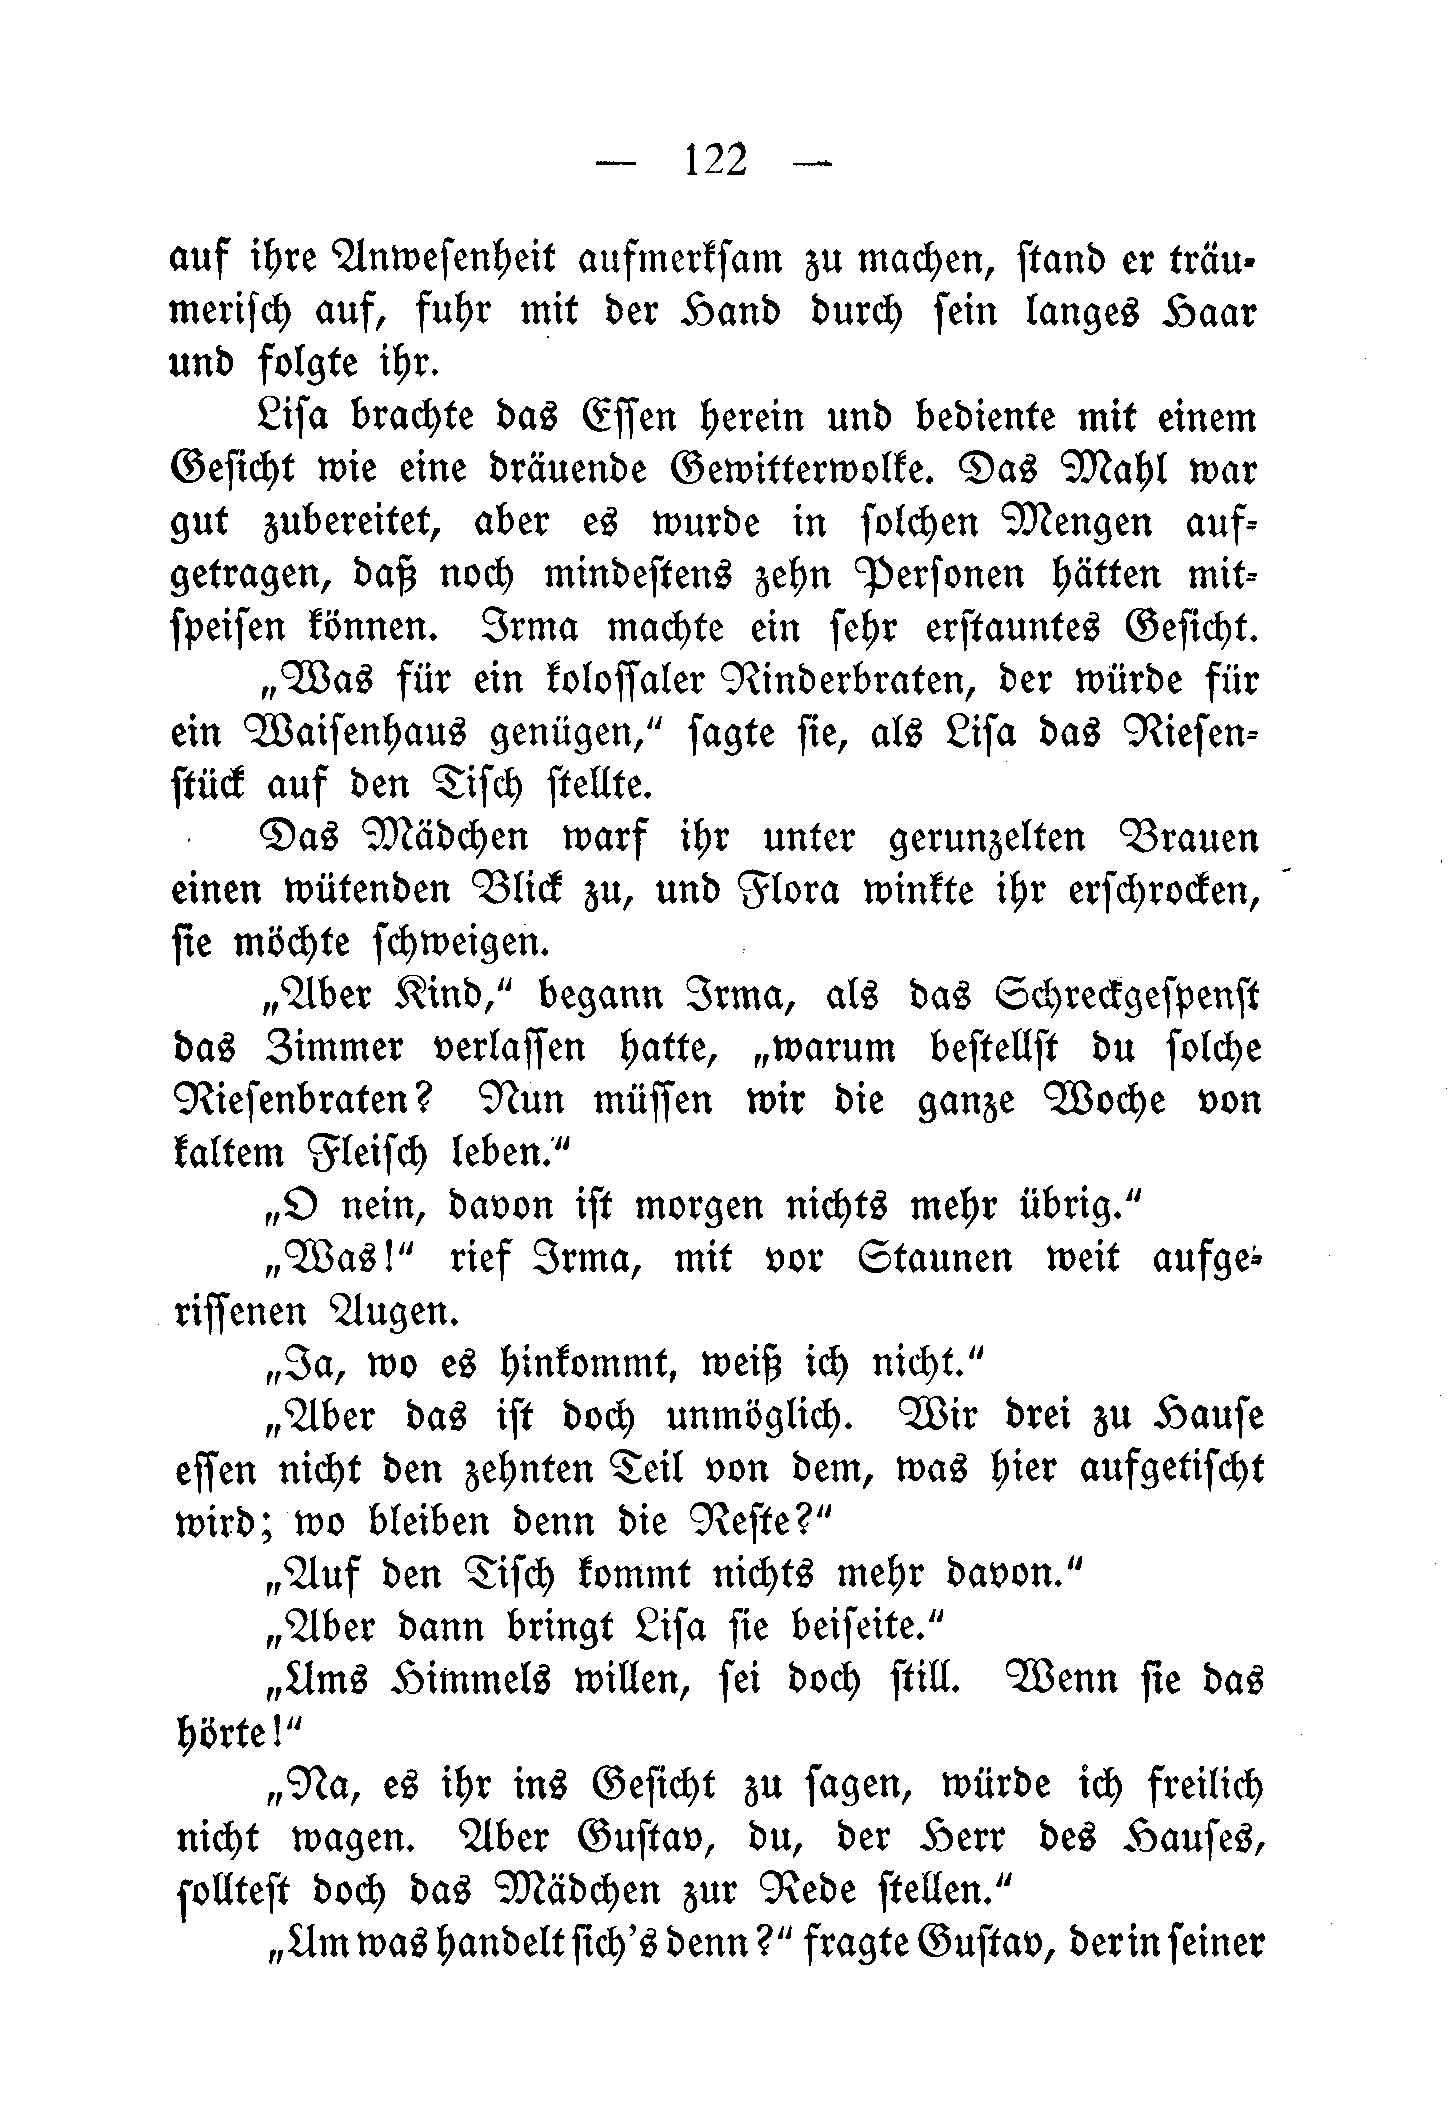 — 122 —
auf ihre Anwesenheit aufmerksam zu machen, stand er träu-
merisch auf, fuhr mit der Hand durch sein langes Haar
und folgte ihr.
Lisa brachte das Essen herein und bediente mit einem
Gesicht wie eine dräuende Gewitterwolke. Das Mahl war
gut zubereitet, aber es wurde in solchen Mengen auf-
getragen, daß noch mindestens zehn Personen hätten mit-
speisen können. Irma machte ein sehr erstauntes Gesicht.
„Was für ein kolossaler Rinderbraten, der würde für
ein Waisenhaus genügen,“ sagte sie, als Lisa das Riesen-
stück auf den Tisch stellte.
Das Mädchen warf ihr unter gerunzelten Brauen
einen wütenden Blick zu, und Flora winkte ihr erschrocken,
sie möchte schweigen.
„Aber Kind,“ begann Irma, als das Schreckgespenst
das Zimmer verlassen hatte, „warum bestellst du solche
Riesenbraten? Nun müssen wir die ganze Woche von
kaltem Fleisch leben.“
„O nein, davon ist morgen nichts mehr übrig.“
„Was!“ rief Irma, mit vor Staunen weit aufge-
rissenen Augen.
„Ja, wo es hinkommt, weiß ich nicht.“
„Aber das ist doch unmöglich. Wir drei zu Hause
essen nicht den zehnten Teil von dem, was hier aufgetischt
wird; wo bleiben denn die Reste?“
„Auf den Tisch kommt nichts mehr davon.“
„Aber dann bringt Lisa sie beiseite.“
„Ums Himmels willen, sei doch still. Wenn sie das
hörte!“
„Na, es ihr ins Gesicht zu sagen, würde ich freilich
nicht wagen. Aber Gustav, du, der Herr des Hauses,
solltest doch das Mädchen zur Rede stellen.“
„Um was handelt sich's denn?“ fragte Gustav, der in seiner